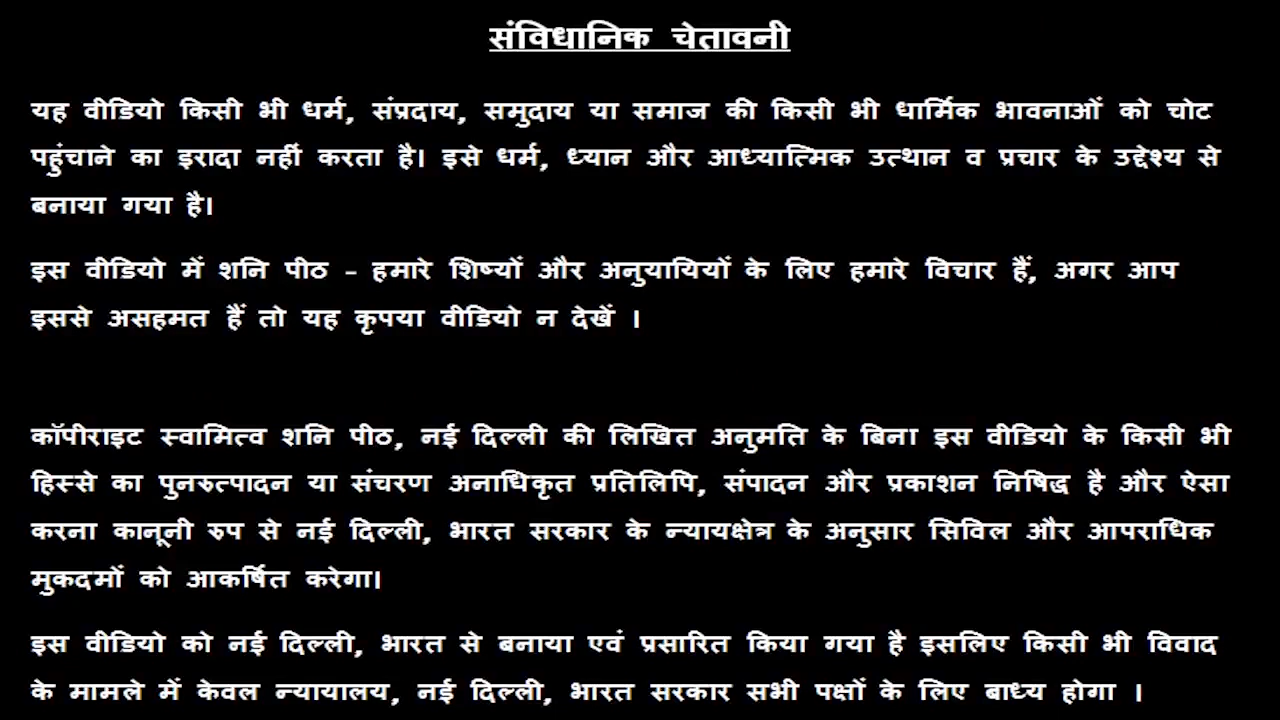 संविधानिक चेतावनी
यह वीडियो किसी भी धर्म, संप्रदाय, समुदाय या समाज की किसी भी धार्मिक भावनाओं को चोट
पहुंचाने का इरादा नहीं करता है। इसे धर्म, ध्यान और आध्यात्मिक उत्थान व प्रचार के उद्देश्य से
बनाया गया है।
इस वीडियो में शनि पीठ – हमारे शिष्यों और अनुयायियों के लिए हमारे विचार हैं, अगर आप
इससे असहमत हैं तो यह कृपया वीडियो न देखें ।
कॉपीराइट स्वामित्व शनि पीठ, नई दिल्ली की लिखित अनुमति के बिना इस वीडियो के किसी भी
हिस्से का पुनरुत्पादन या संचरण अनाधिकृत प्रतिलिपि, संपादन और प्रकाशन निषिद्ध है और ऐसा
करना कानूनी रुप से नई दिल्ली, भारत सरकार के न्यायक्षेत्र के अनुसार सिविल और आपराधिक
मुकदमों को आकर्षित करेगा।
इस वीडियो को नई दिल्ली, भारत से बनाया एवं प्रसारित किया गया है इसलिए किसी भी विवाद
के मामले में केवल न्यायालय, नई दिल्ली, भारत सरकार सभी पक्षों के लिए बाध्य होगा ।